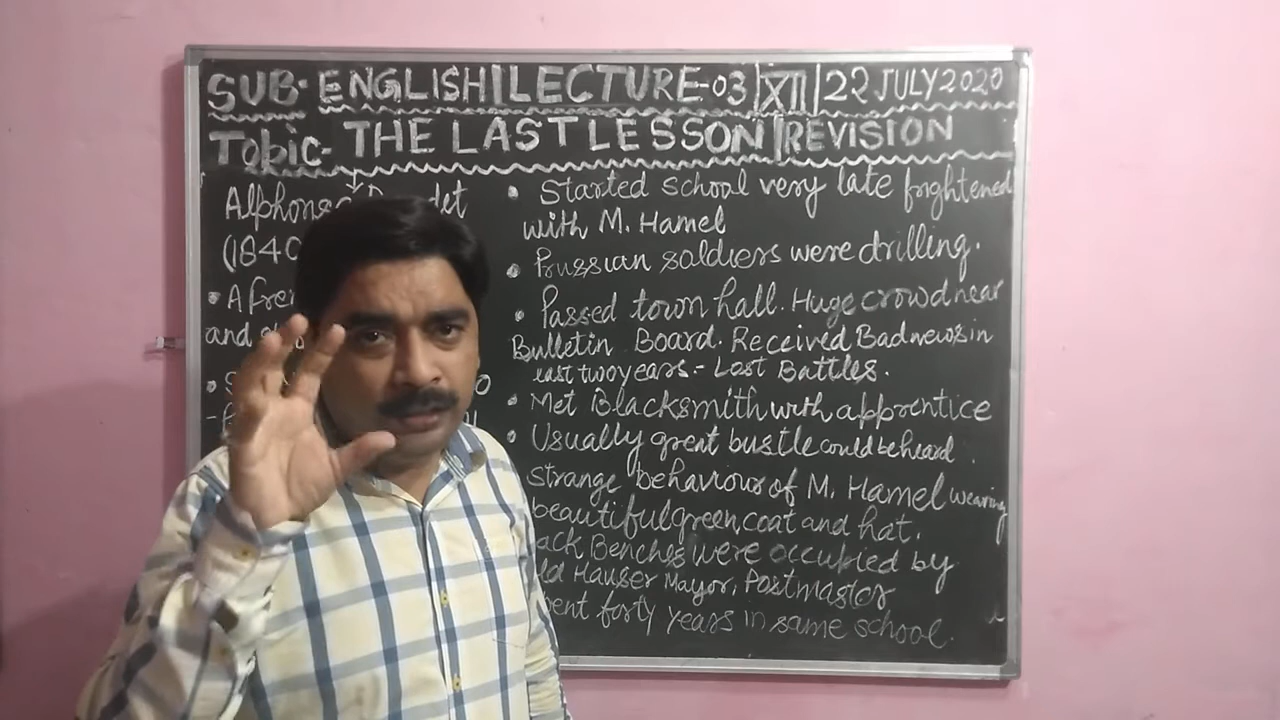 SUB- ENGLISH|LECTURE-03|XII|22 JULY 2020
Topic- THE LAST LESSON|REVISION
(1840
and
• Started school very late frightened
with M. Hamel
• Prussian soldiers were drilling.
• Passed town hall. Huge crowd near
Bulletin Board. Received Bad news in
last two years - Lost Battles.
• Met Blacksmith with apprentice
• Usually great bustle could be heard.
strange behaviour of M. Hamel wearing
beautiful green coat and hat.
Benches were occupied by
Hauser Mayor, Postmaster
forty years in same school.